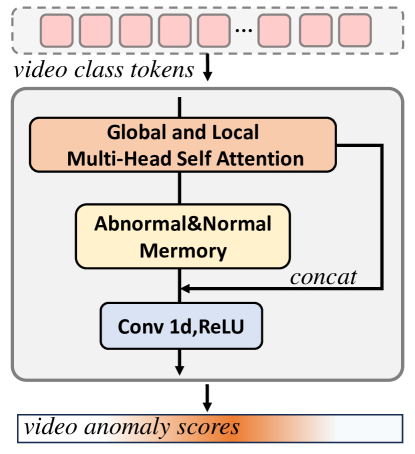 ...
video class tokens
Global and Local
Multi-Head Self Attention
Abnormal&Normal
Mermory
concat
Conv 1d,ReLU
video anomaly scores